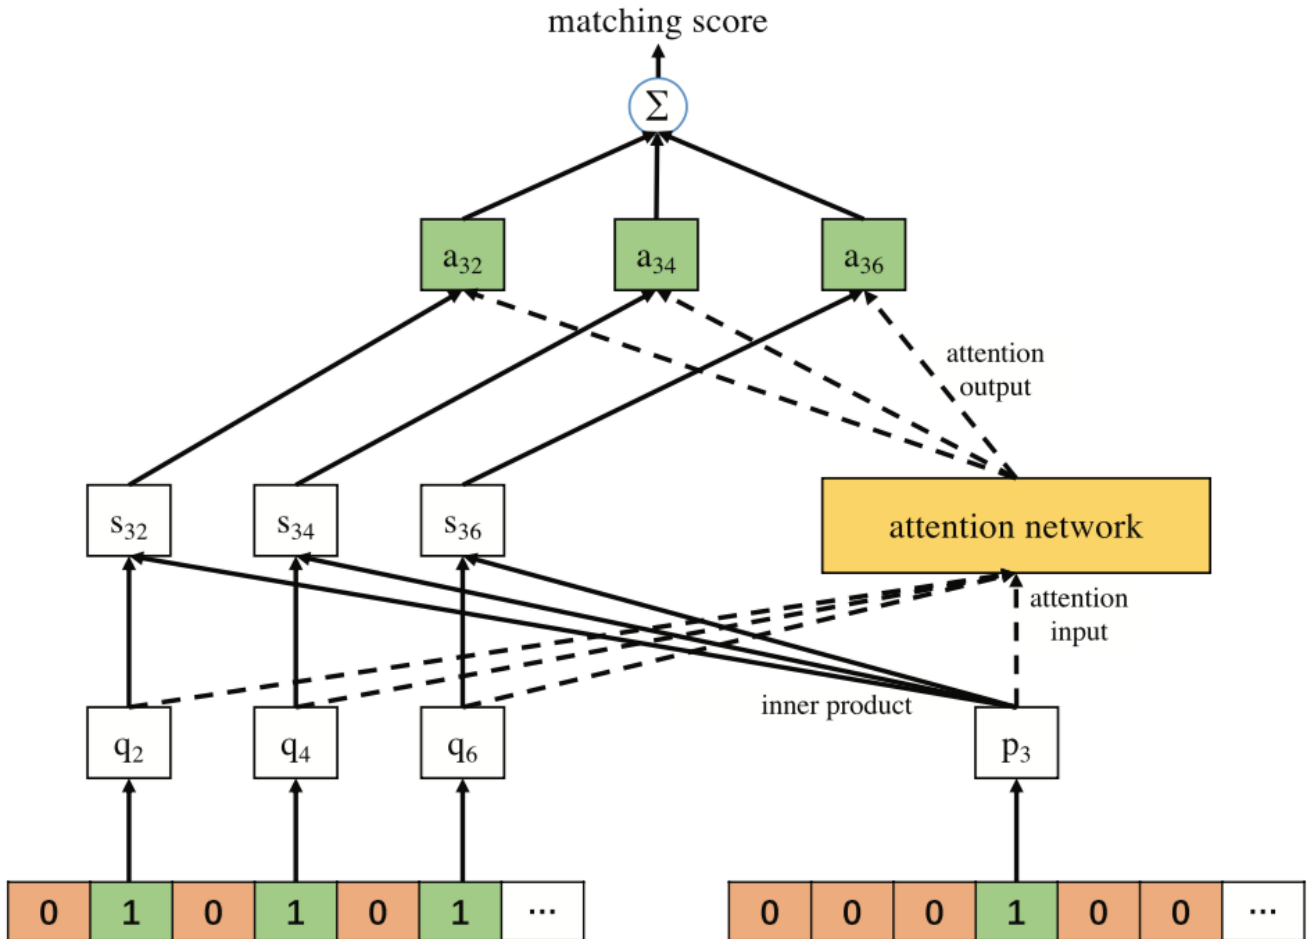 matching score
Σ
a32 a34 a36
attention
output
s32 s34 s36 attention network
attention
input
inner product
q2 q4 q6 p3
0 1 0 1 0 1 ... 0 0 0 1 0 0 ...